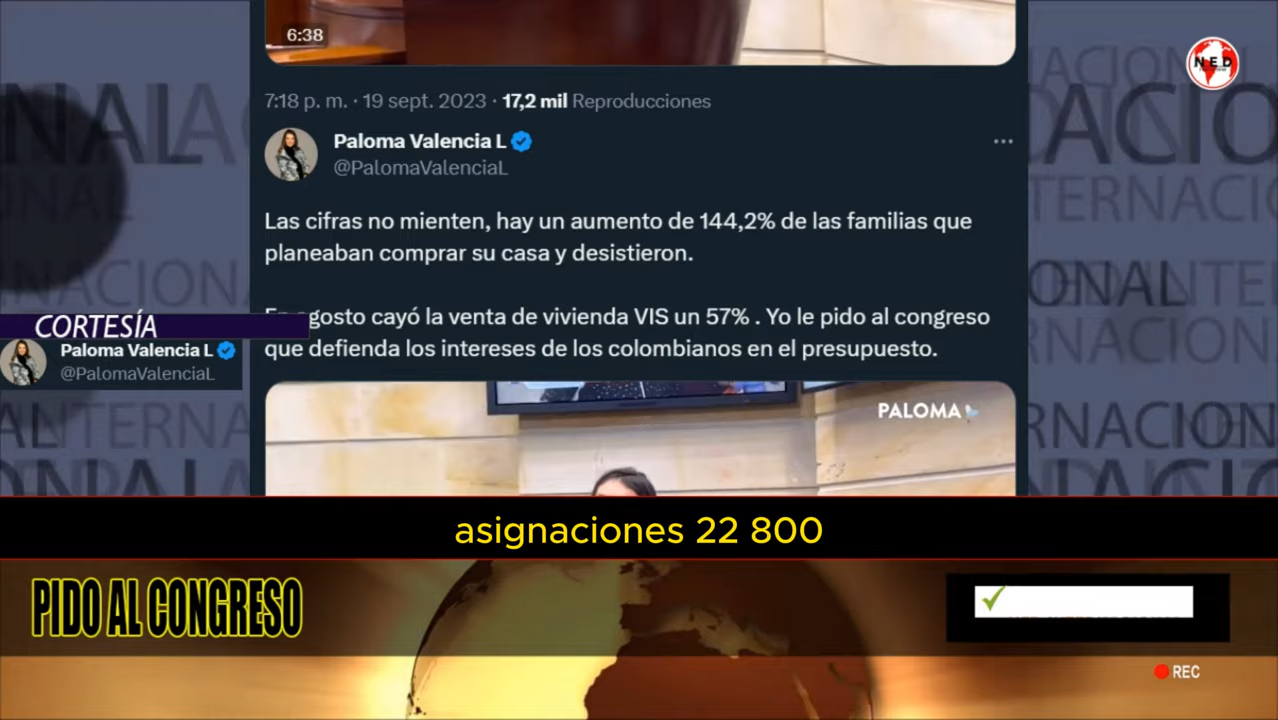 6:38
7:18 p. m. · 19 sept. 2023 · 17,2 mil Reproducciones
Paloma Valencia L
@PalomaValenciaL
Las cifras no mienten, hay un aumento de 144,2% de las familias que
planeaban comprar su casa y desistieron.
agosto cayó la venta de vivienda VIS un 57% . Yo le pido al congreso
que defienda los intereses de los colombianos en el presupuesto.
PALOMA
CORTESÍA
Paloma Valencia L
@PalomaValenciaL
NED
asignaciones 22 800
PIDO AL CONGRESO
REC